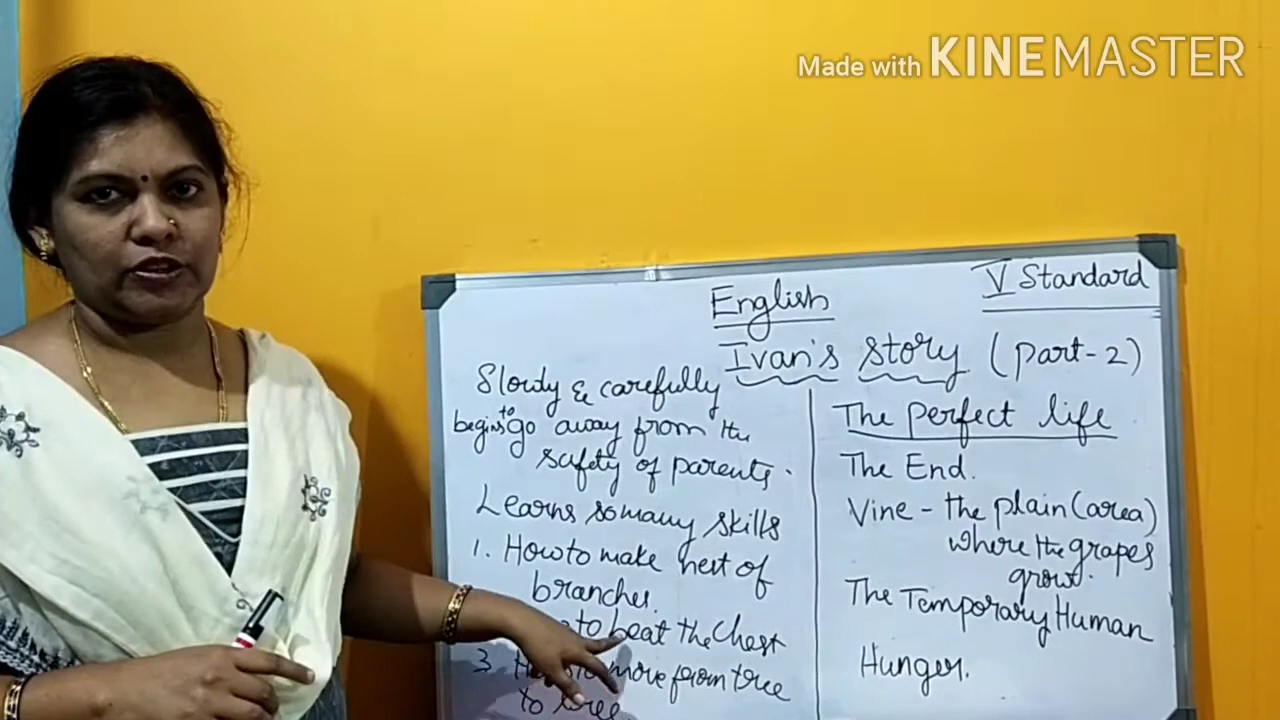 Made with KINEMASTER
English
V Standard
Ivan's story (part-2)
Slowly & carefully
begins to go away from the
safety of parents.
Learns so many skills
1. How to make nest of
branches.
to beat the chest
3. to move from tree
to tree
The perfect life
The End.
Vine - the plain (area)
where the grapes
grow.
The Temporary Human
Hunger.